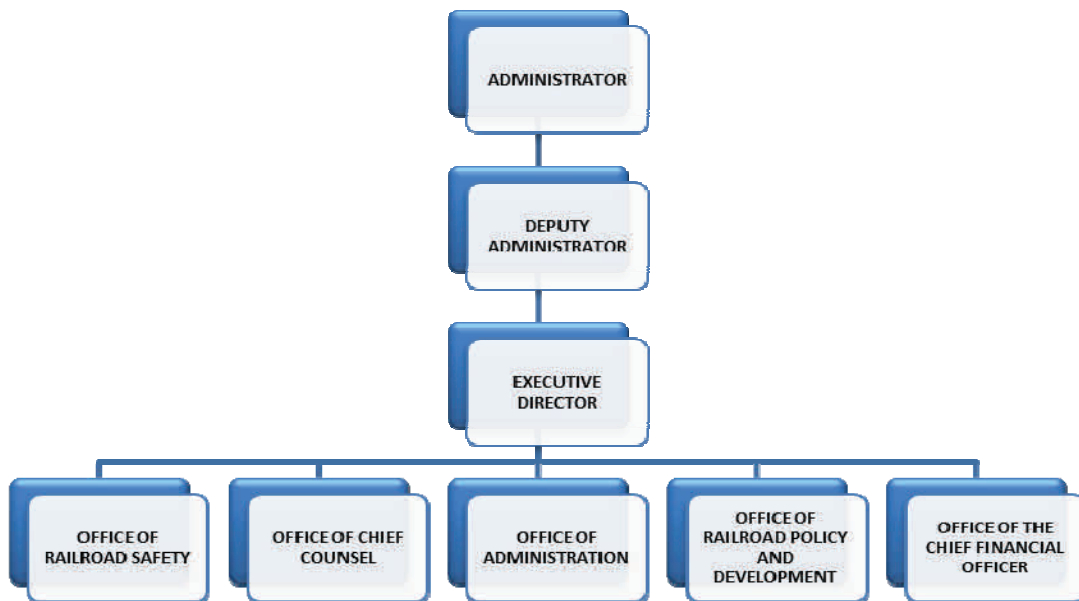 ADMINISTRATOR
DEPUTY
ADMINISTRATOR
EXECUTIVE
DIRECTOR
OFFICE OF
RAILROAD SAFETY
OFFICE OF CHIEF
COUNSEL
OFFICE OF
ADMINISTRATION
OFFICE OF
RAILROAD POLICY
AND
DEVELOPMENT
OFFICE OF THE
CHIEF FINANCIAL
OFFICER